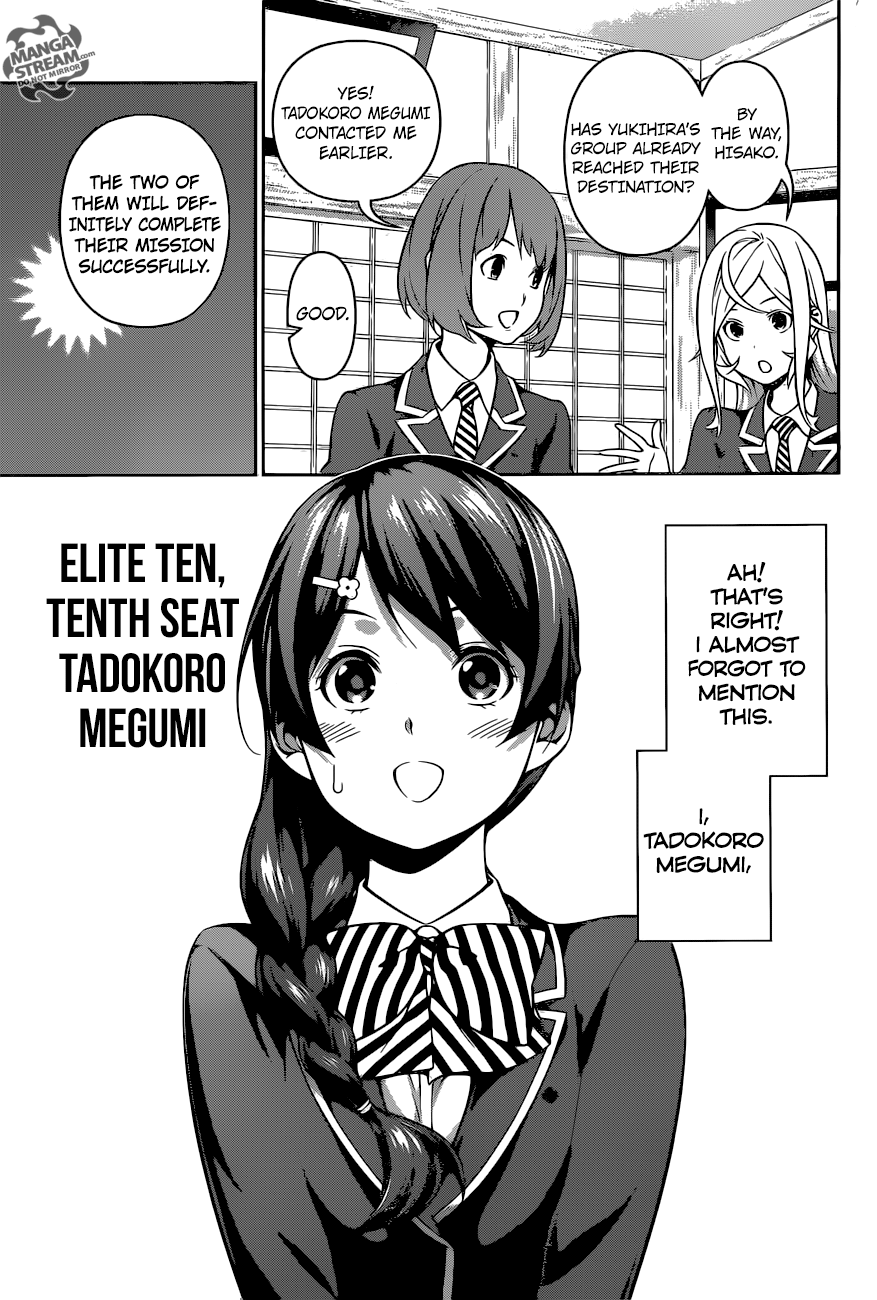 MANGA
STREAM.com
DO NOT MIRROR
BY
THE WAY,
HISAKO.
HAS YUKIHIRA'S
GROUP ALREADY
REACHED THEIR
DESTINATION?
YES!
TADOKORO MEGUMI
CONTACTED ME
EARLIER.
GOOD.
THE TWO OF
THEM WILL DEF-
INITELY COMPLETE
THEIR MISSION
SUCCESSFULLY.
AH!
THAT'S
RIGHT!
I ALMOST
FORGOT TO
MENTION
THIS.
I,
TADOKORO
MEGUMI,
ELITE TEN,
TENTH SEAT
TADOKORO
MEGUMI